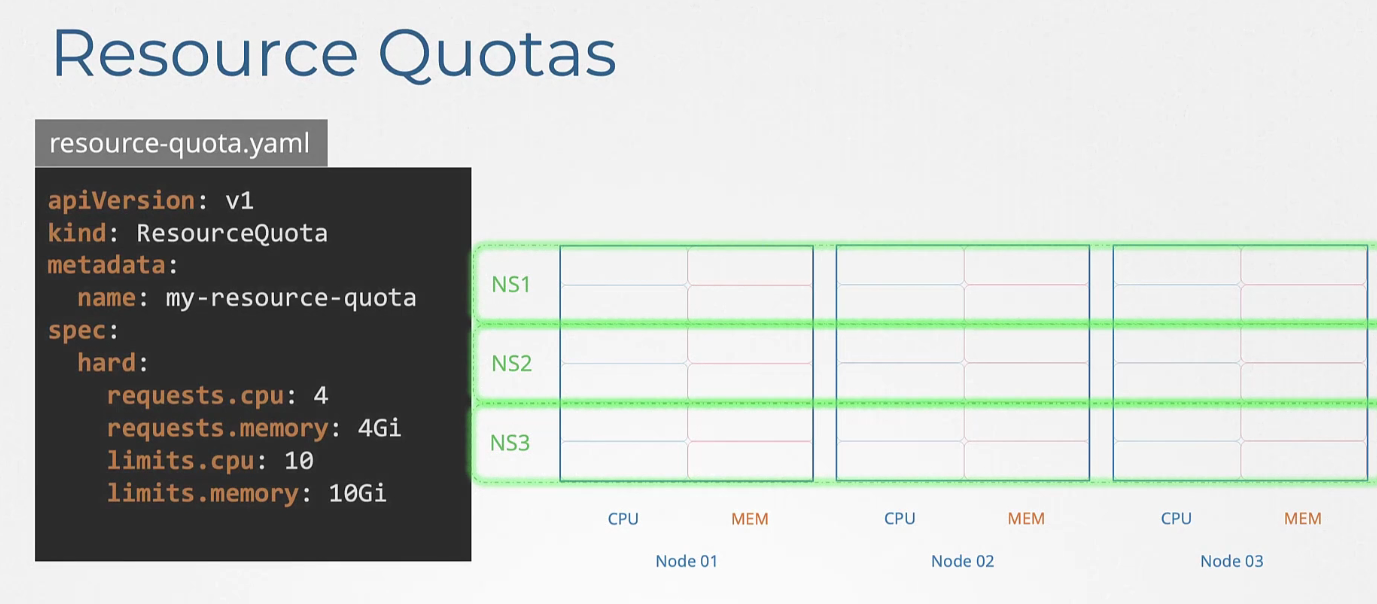 Resource Quotas
resource-quota.yaml
apiVersion: v1
kind: ResourceQuota
metadata:
  name: my-resource-quota
spec:
  hard:
    requests.cpu: 4
    requests.memory: 4Gi
    limits.cpu: 10
    limits.memory: 10Gi
NS1
NS2
NS3
CPU MEM CPU MEM CPU MEM
Node 01 Node 02 Node 03